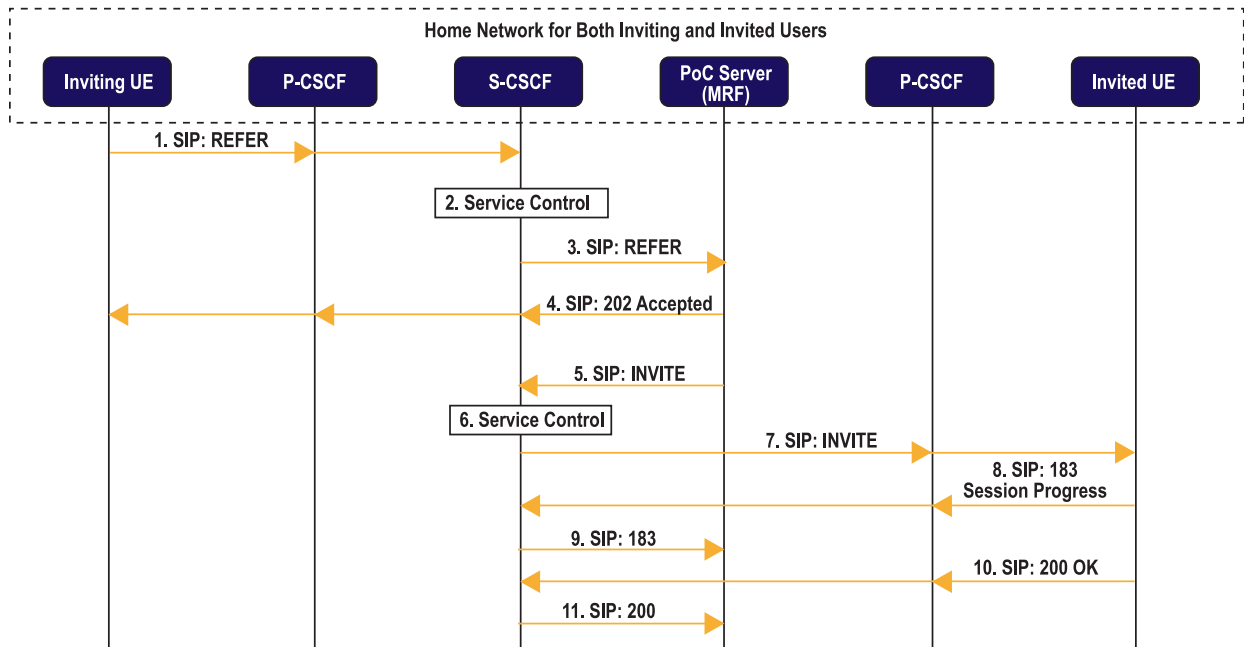 Home Network for Both Inviting and Invited Users
Inviting UE
P-CSCF
S-CSCF
PoC Server
(MRF)
P-CSCF
Invited UE
1. SIP: REFER
2. Service Control
3. SIP: REFER
4. SIP: 202 Accepted
5. SIP: INVITE
6. Service Control
7. SIP: INVITE
8. SIP: 183
Session Progress
9. SIP: 183
10. SIP: 200 OK
11. SIP: 200